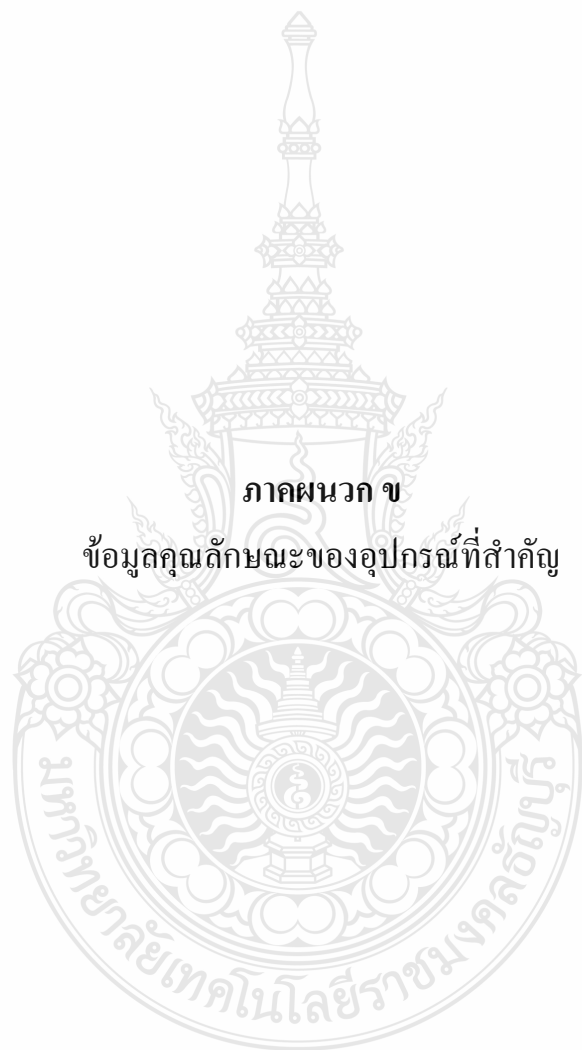 ภาคผนวก ข
ข้อมูลคุณลักษณะของอุปกรณ์ที่สำคัญ
มหาวิทยาลัยเทคโนโลยีราชมงคลธัญบุรี